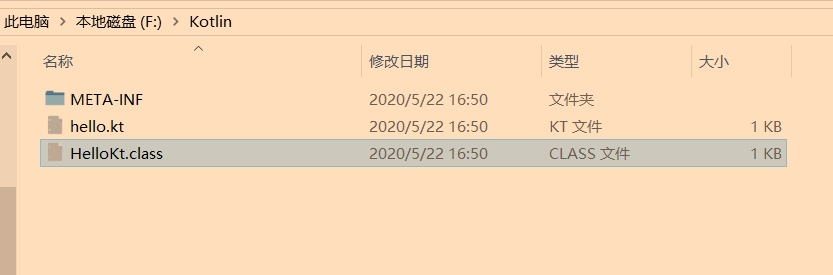 此电脑 > 本地磁盘 (F:) > Kotlin
名称 修改日期 类型 大小
META-INF 2020/5/22 16:50 文件夹
hello.kt 2020/5/22 16:50 KT 文件 1 KB
HelloKt.class 2020/5/22 16:50 CLASS 文件 1 KB